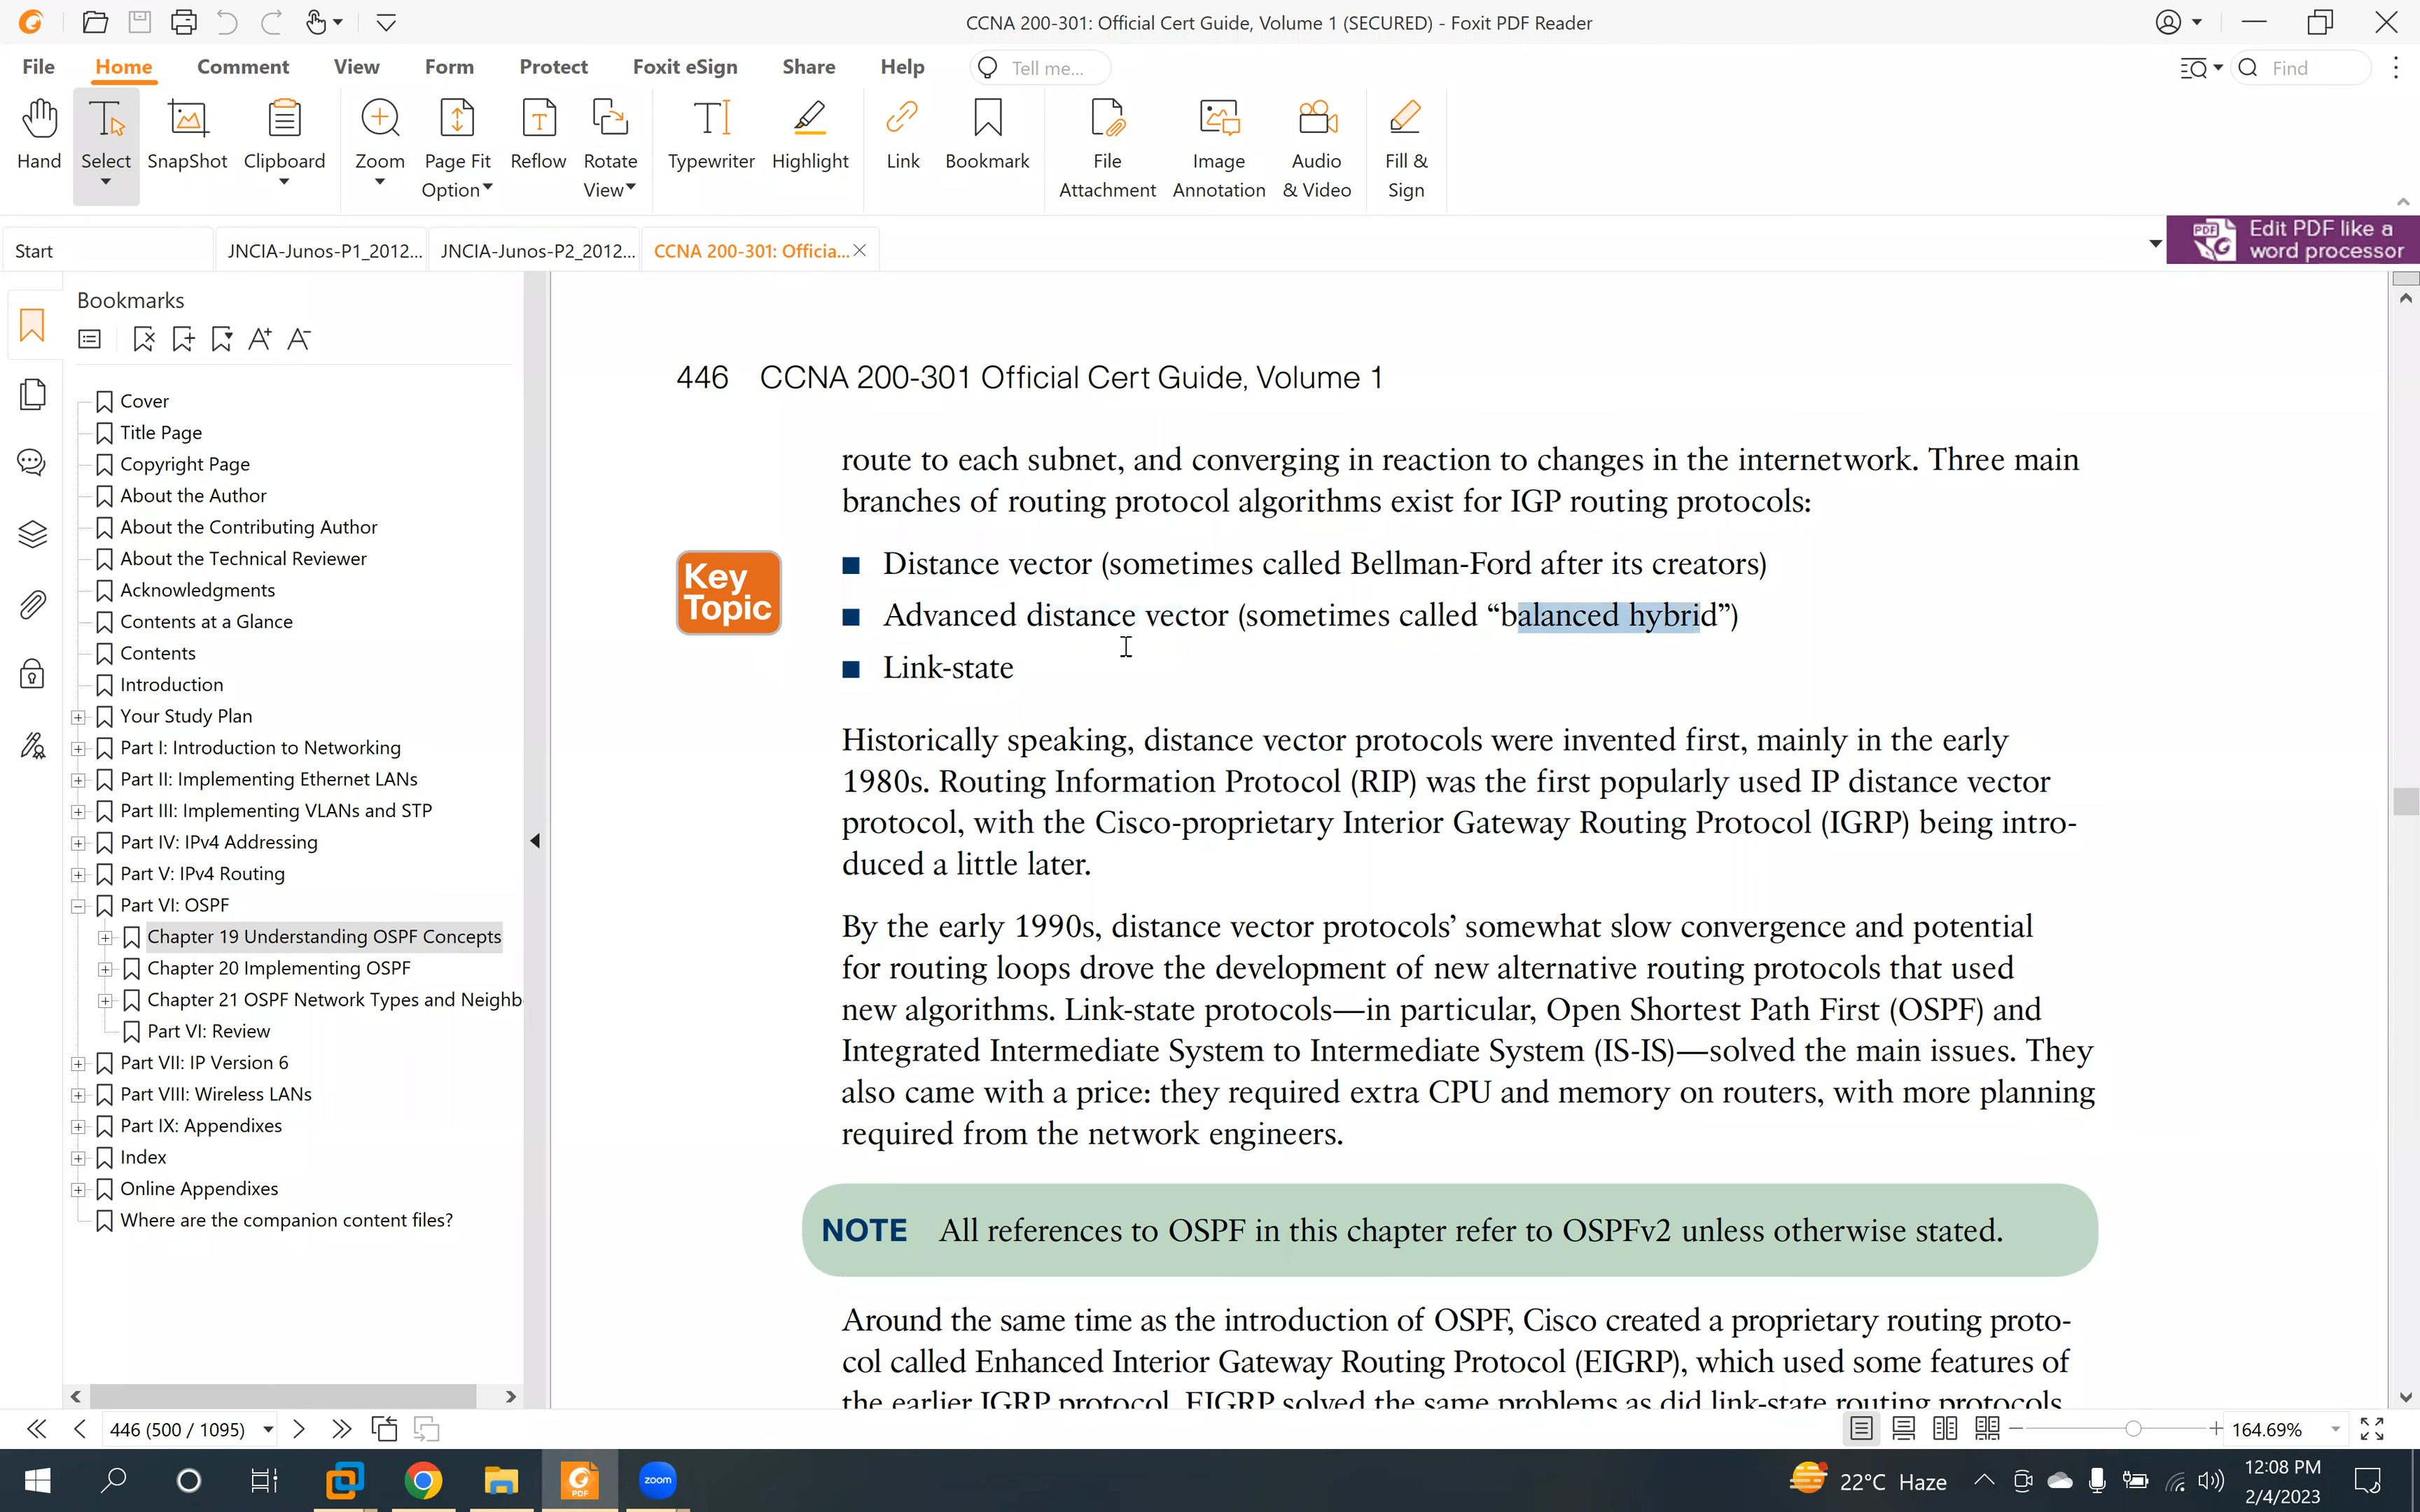 CCNA 200-301: Official Cert Guide, Volume 1 (SECURED) - Foxit PDF Reader
File Home Comment View Form Protect Foxit eSign Share Help Tell me... Find
Hand Select SnapShot Clipboard Zoom Page Fit Option Reflow Rotate View Typewriter Highlight Link Bookmark File Attachment Image Annotation Audio & Video Fill & Sign
Start JNCIA-Junos-P1_2012... JNCIA-Junos-P2_2012... CCNA 200-301: Officia...
Edit PDF like a
word processor
Bookmarks
Cover
Title Page
Copyright Page
About the Author
About the Contributing Author
About the Technical Reviewer
Acknowledgments
Contents at a Glance
Contents
Introduction
Your Study Plan
Part I: Introduction to Networking
Part II: Implementing Ethernet LANs
Part III: Implementing VLANs and STP
Part IV: IPv4 Addressing
Part V: IPv4 Routing
Part VI: OSPF
Chapter 19 Understanding OSPF Concepts
Chapter 20 Implementing OSPF
Chapter 21 OSPF Network Types and Neighb
Part VI: Review
Part VII: IP Version 6
Part VIII: Wireless LANs
Part IX: Appendixes
Index
Online Appendixes
Where are the companion content files?
446 CCNA 200-301 Official Cert Guide, Volume 1
route to each subnet, and converging in reaction to changes in the internetwork. Three main
branches of routing protocol algorithms exist for IGP routing protocols:
Key
Topic
■ Distance vector (sometimes called Bellman-Ford after its creators)
■ Advanced distance vector (sometimes called “balanced hybrid”)
■ Link-state
Historically speaking, distance vector protocols were invented first, mainly in the early
1980s. Routing Information Protocol (RIP) was the first popularly used IP distance vector
protocol, with the Cisco-proprietary Interior Gateway Routing Protocol (IGRP) being intro-
duced a little later.
By the early 1990s, distance vector protocols’ somewhat slow convergence and potential
for routing loops drove the development of new alternative routing protocols that used
new algorithms. Link-state protocols—in particular, Open Shortest Path First (OSPF) and
Integrated Intermediate System to Intermediate System (IS-IS)—solved the main issues. They
also came with a price: they required extra CPU and memory on routers, with more planning
required from the network engineers.
NOTE All references to OSPF in this chapter refer to OSPFv2 unless otherwise stated.
Around the same time as the introduction of OSPF, Cisco created a proprietary routing proto-
col called Enhanced Interior Gateway Routing Protocol (EIGRP), which used some features of
the earlier IGRP protocol. EIGRP solved the same problems as did link-state routing protocols
446 (500 / 1095)
164.69%
PDF
zoom
22°C Haze
12:08 PM
2/4/2023